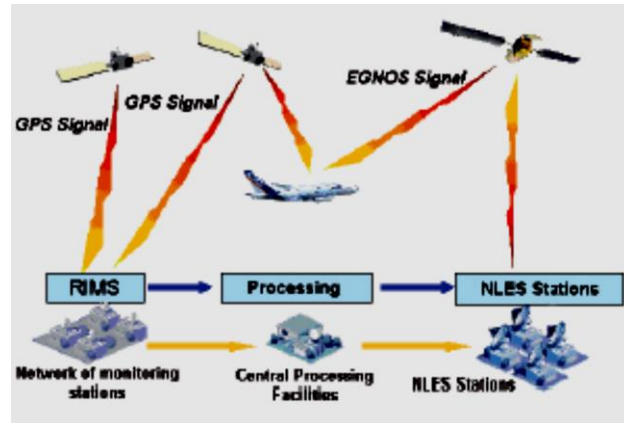 EGNOS Signal
GPS Signal
GPS Signal
RIMS
Processing
NLES Stations
Network of monitoring
stations
Central Processing
Facilities
NLES Stations